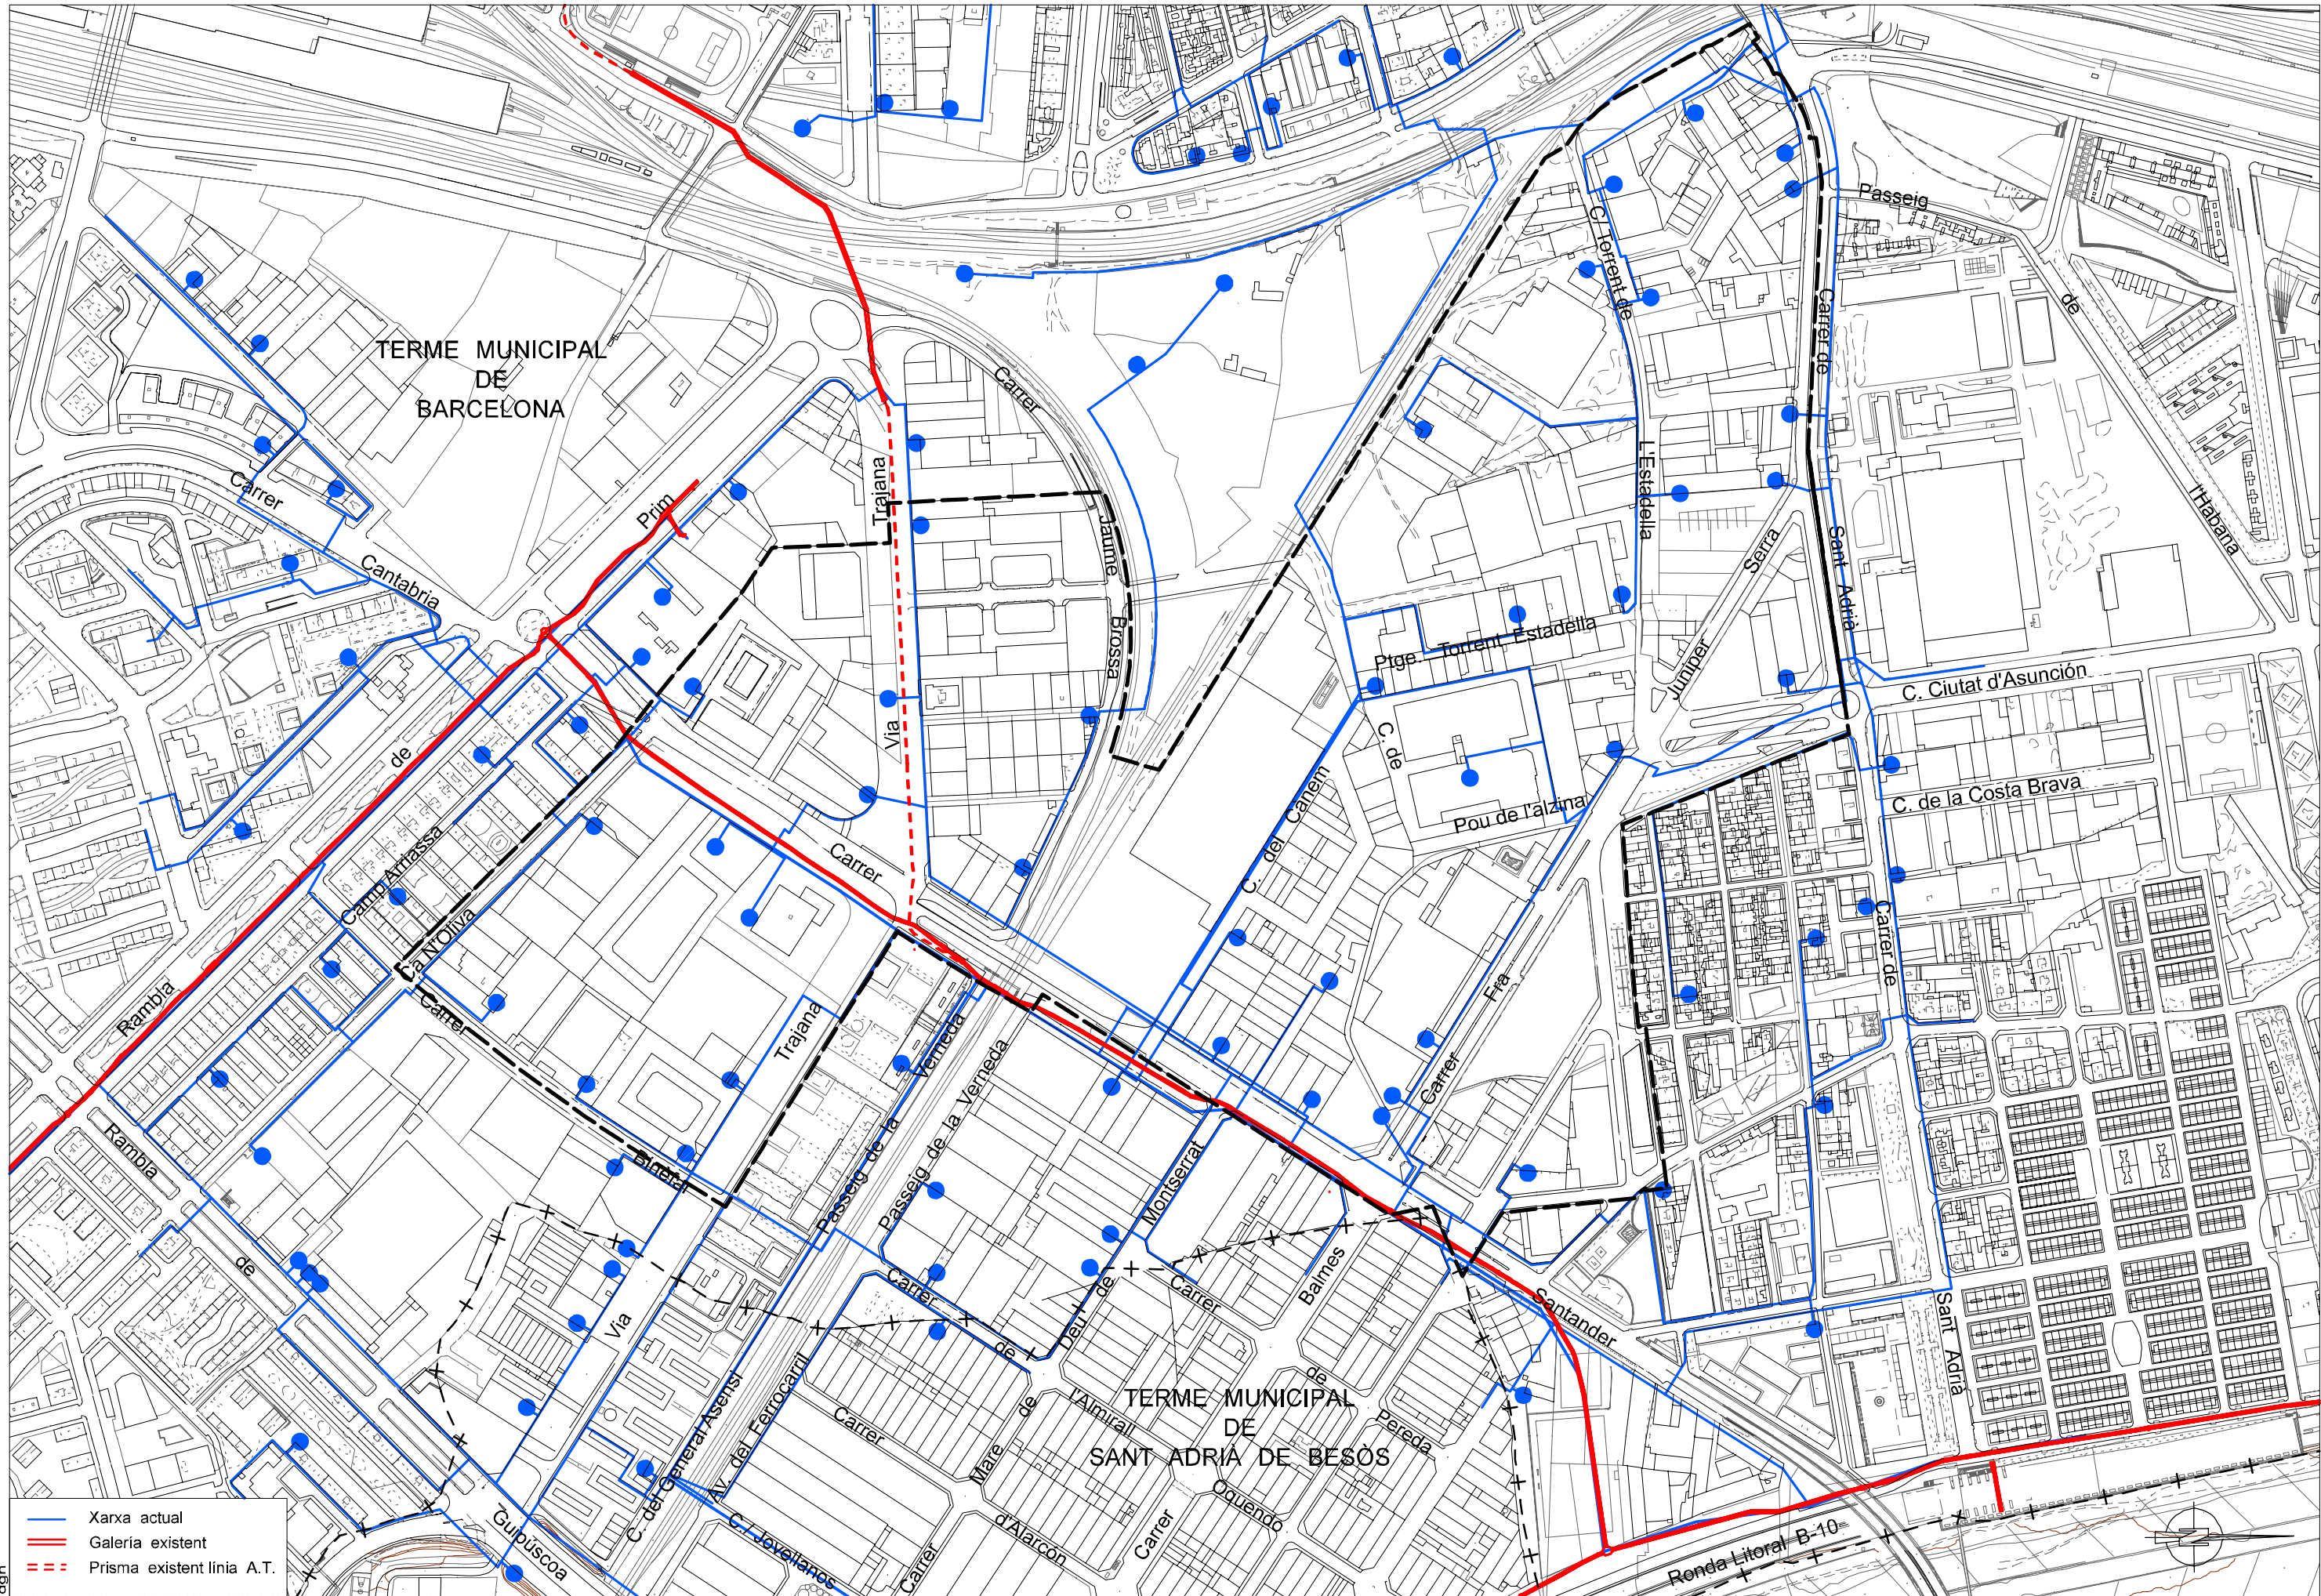 Passeig
C/ Torrent de
Carrer de
de
TERME MUNICIPAL
DE
BARCELONA
Carrer
Trajana
L'Estadella
Carrer
Prim
l'Habana
Jaume
Serra
Sant Adrià
Cantabria
Brossa
Ptge. Torrent Estadella
Juniper
C. Ciutat d'Asunción
de
Via
C. de
C. de la Costa Brava
C. del Canem
Pou de l'alzina
Camp Arriassa
Carrer
Ca N'Oliva
Carrer de
Rambla
Carrer
Trajana
Verneda
Fra
Passeig de la
Passeig de la Verneda
Carrer
Rambla
Binefar
Montserrat
de
Carrer
de
Carrer
Balmes
Santander
Via
Sant Adrià
de
Deu
C. del General Asensi
Av. del Ferrocarril
l'Almirall
de
TERME MUNICIPAL
DE
SANT ADRIÀ DE BESÒS
Carrer
Mare
de
Pereda
Oquendo
Guibuscoa
C./ Jovellanos
Carrer
d'Alarcón
Carrer
Ronda Litoral B-10
Xarxa actual
Galería existent
Prisma existent línia A.T.
dgn